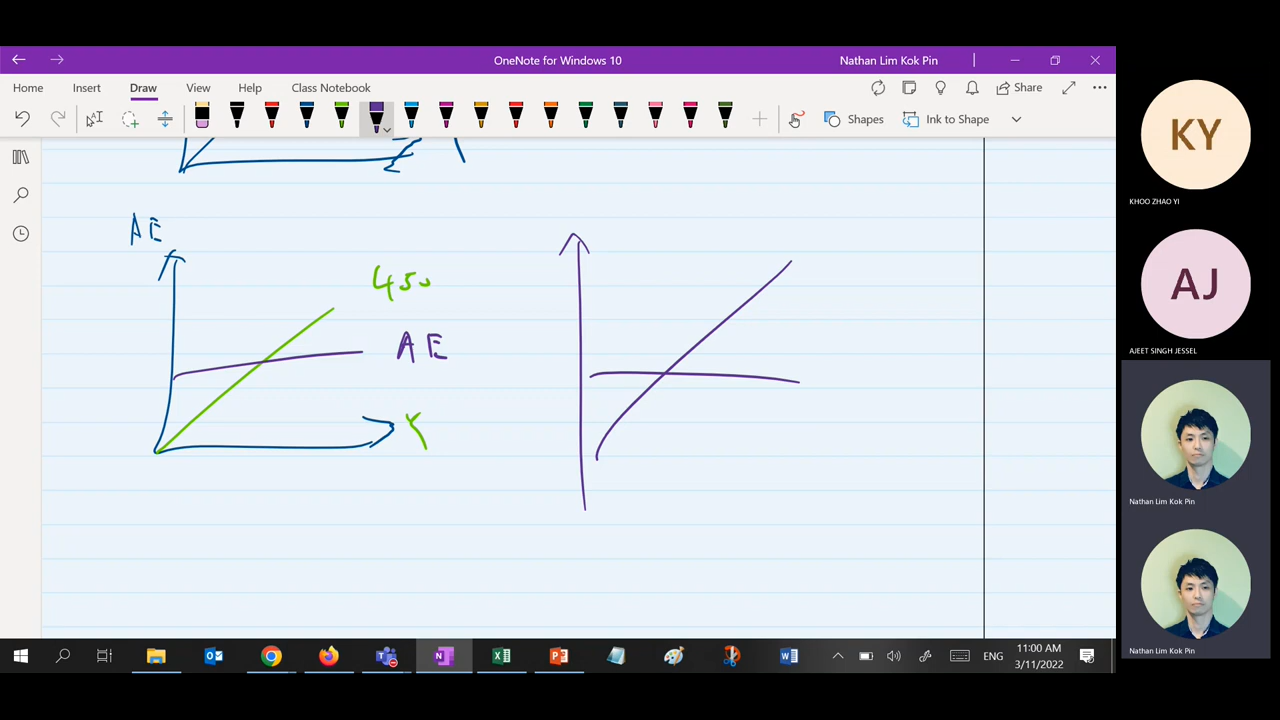 OneNote for Windows 10
Nathan Lim Kok Pin
Home
Insert
Draw
View
Help
Class Notebook
Share
Shapes
Ink to Shape
AE
450
AE
Y
KY
KHOO ZHAO YI
AJ
AJEET SINGH JESSEL
Nathan Lim Kok Pin
Nathan Lim Kok Pin
ENG
11:00 AM
3/11/2022